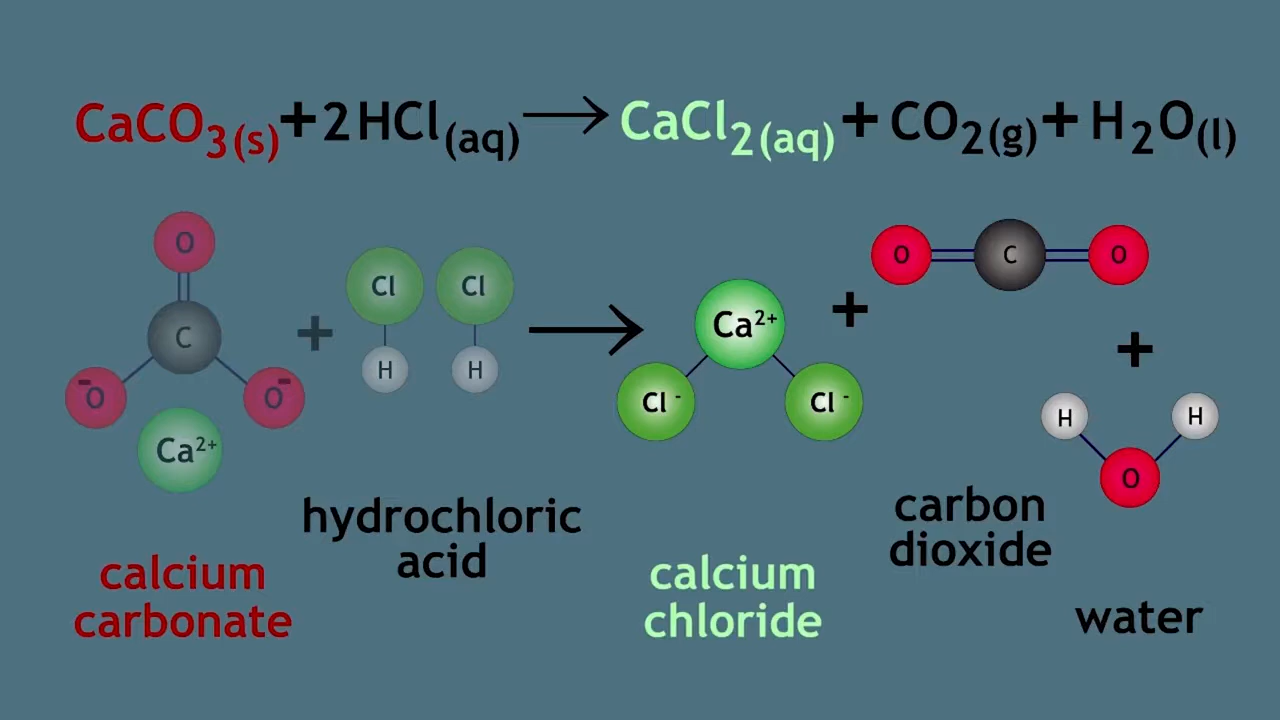 CaCO₃(s) + 2HCl(aq) ⟶ CaCl₂(aq) + CO₂(g) + H₂O(l)
O
C
⁻O O⁻
Ca²⁺
+
Cl Cl
H H
⟶
Ca²⁺
Cl⁻ Cl⁻
+
O C O
+
H H
O
hydrochloric
acid
calcium
carbonate
calcium
chloride
carbon
dioxide
water